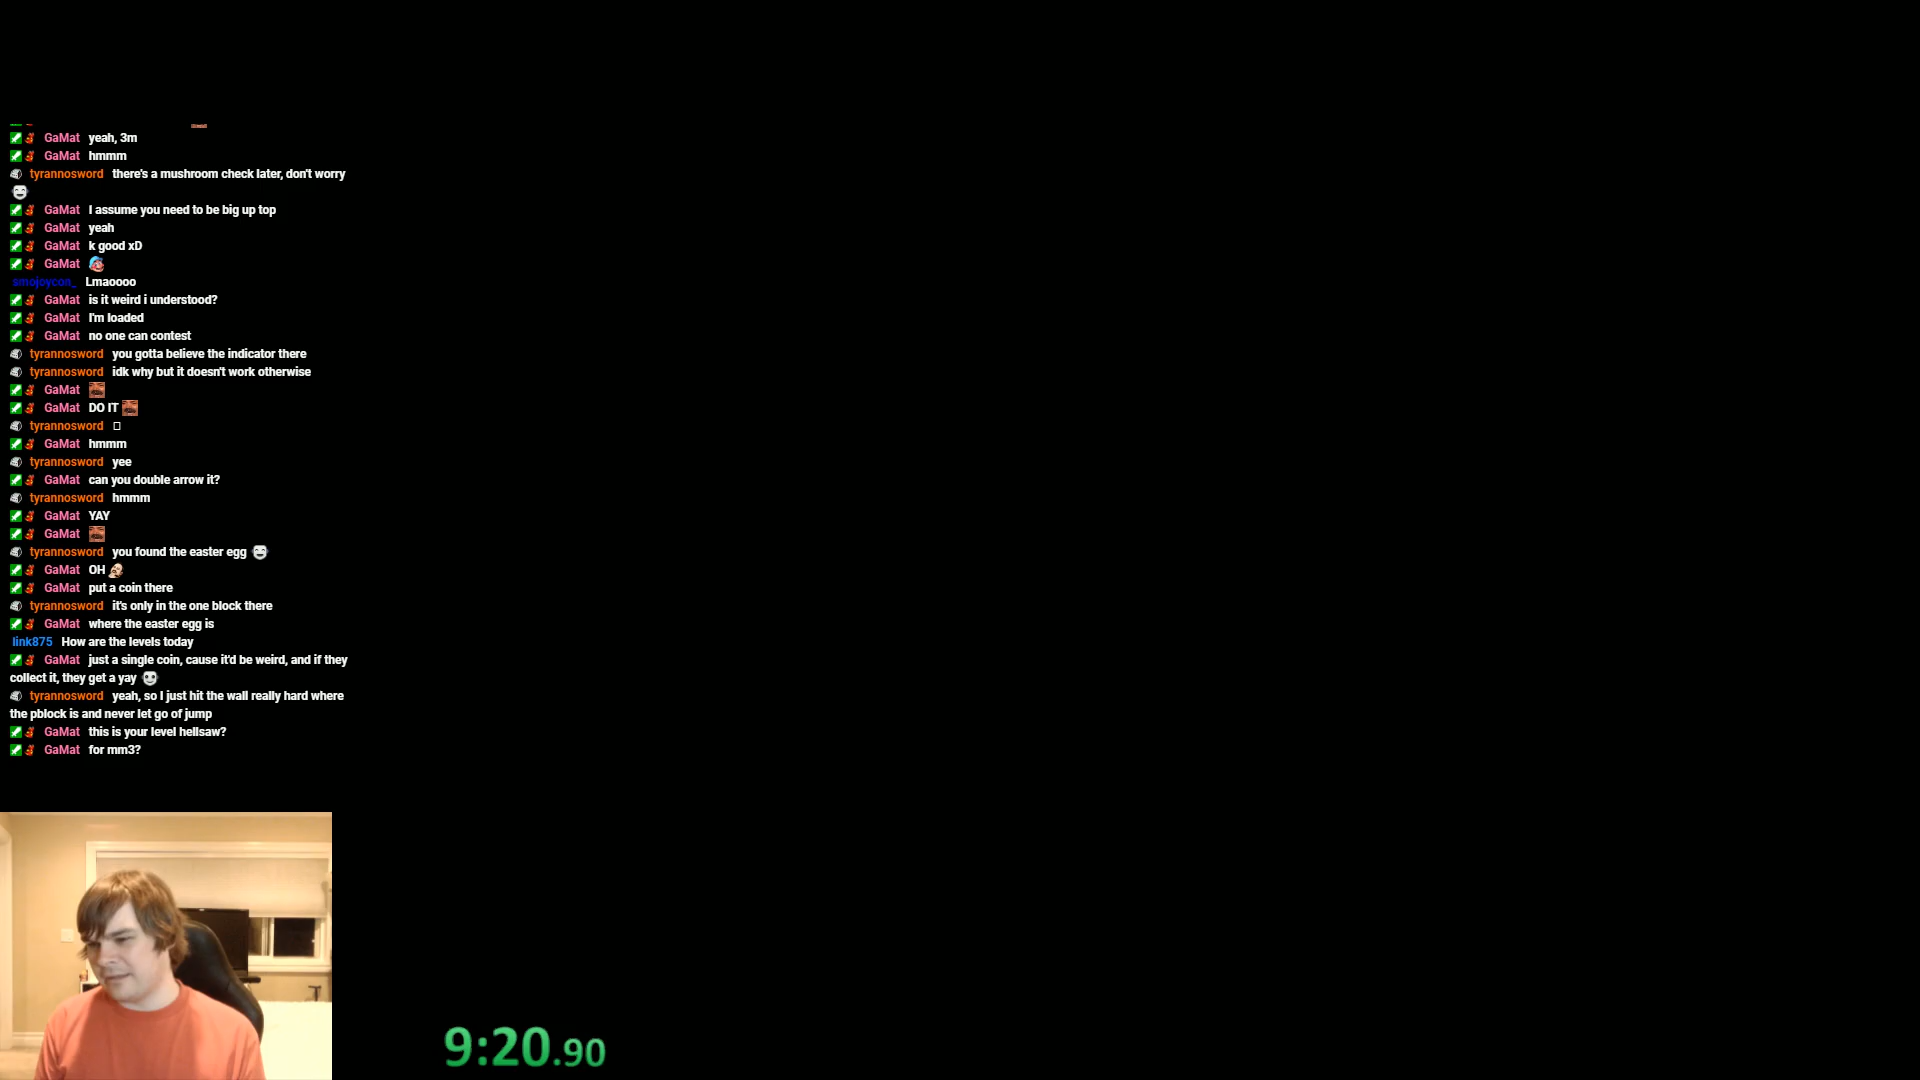 GaMat yeah, 3m
GaMat hmmm
tyrannosword there's a mushroom check later, don't worry
GaMat I assume you need to be big up top
GaMat yeah
GaMat k good xD
GaMat
smojoycon_ Lmaoooo
GaMat is it weird i understood?
GaMat I'm loaded
GaMat no one can contest
tyrannosword you gotta believe the indicator there
tyrannosword idk why but it doesn't work otherwise
GaMat
GaMat DO IT
tyrannosword
GaMat hmmm
tyrannosword yee
GaMat can you double arrow it?
tyrannosword hmmm
GaMat YAY
GaMat
tyrannosword you found the easter egg
GaMat OH
GaMat put a coin there
tyrannosword it's only in the one block there
GaMat where the easter egg is
link875 How are the levels today
GaMat just a single coin, cause it'd be weird, and if they
collect it, they get a yay
tyrannosword yeah, so I just hit the wall really hard where
the pblock is and never let go of jump
GaMat this is your level hellsaw?
GaMat for mm3?
9:20.90